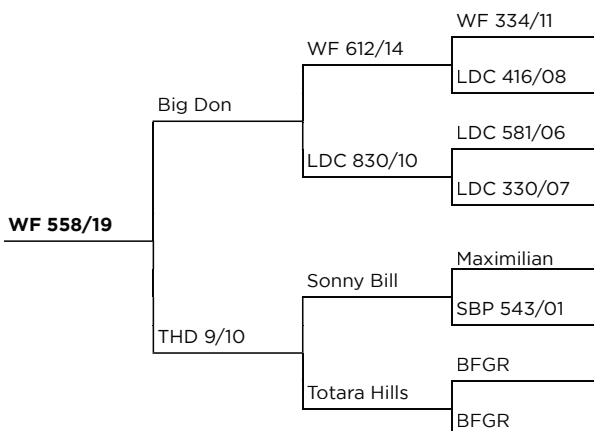 WF 334/11
WF 612/14
LDC 416/08
Big Don
LDC 581/06
LDC 830/10
LDC 330/07
WF 558/19
Maximilian
Sonny Bill
SBP 543/01
THD 9/10
BFGR
Totara Hills
BFGR